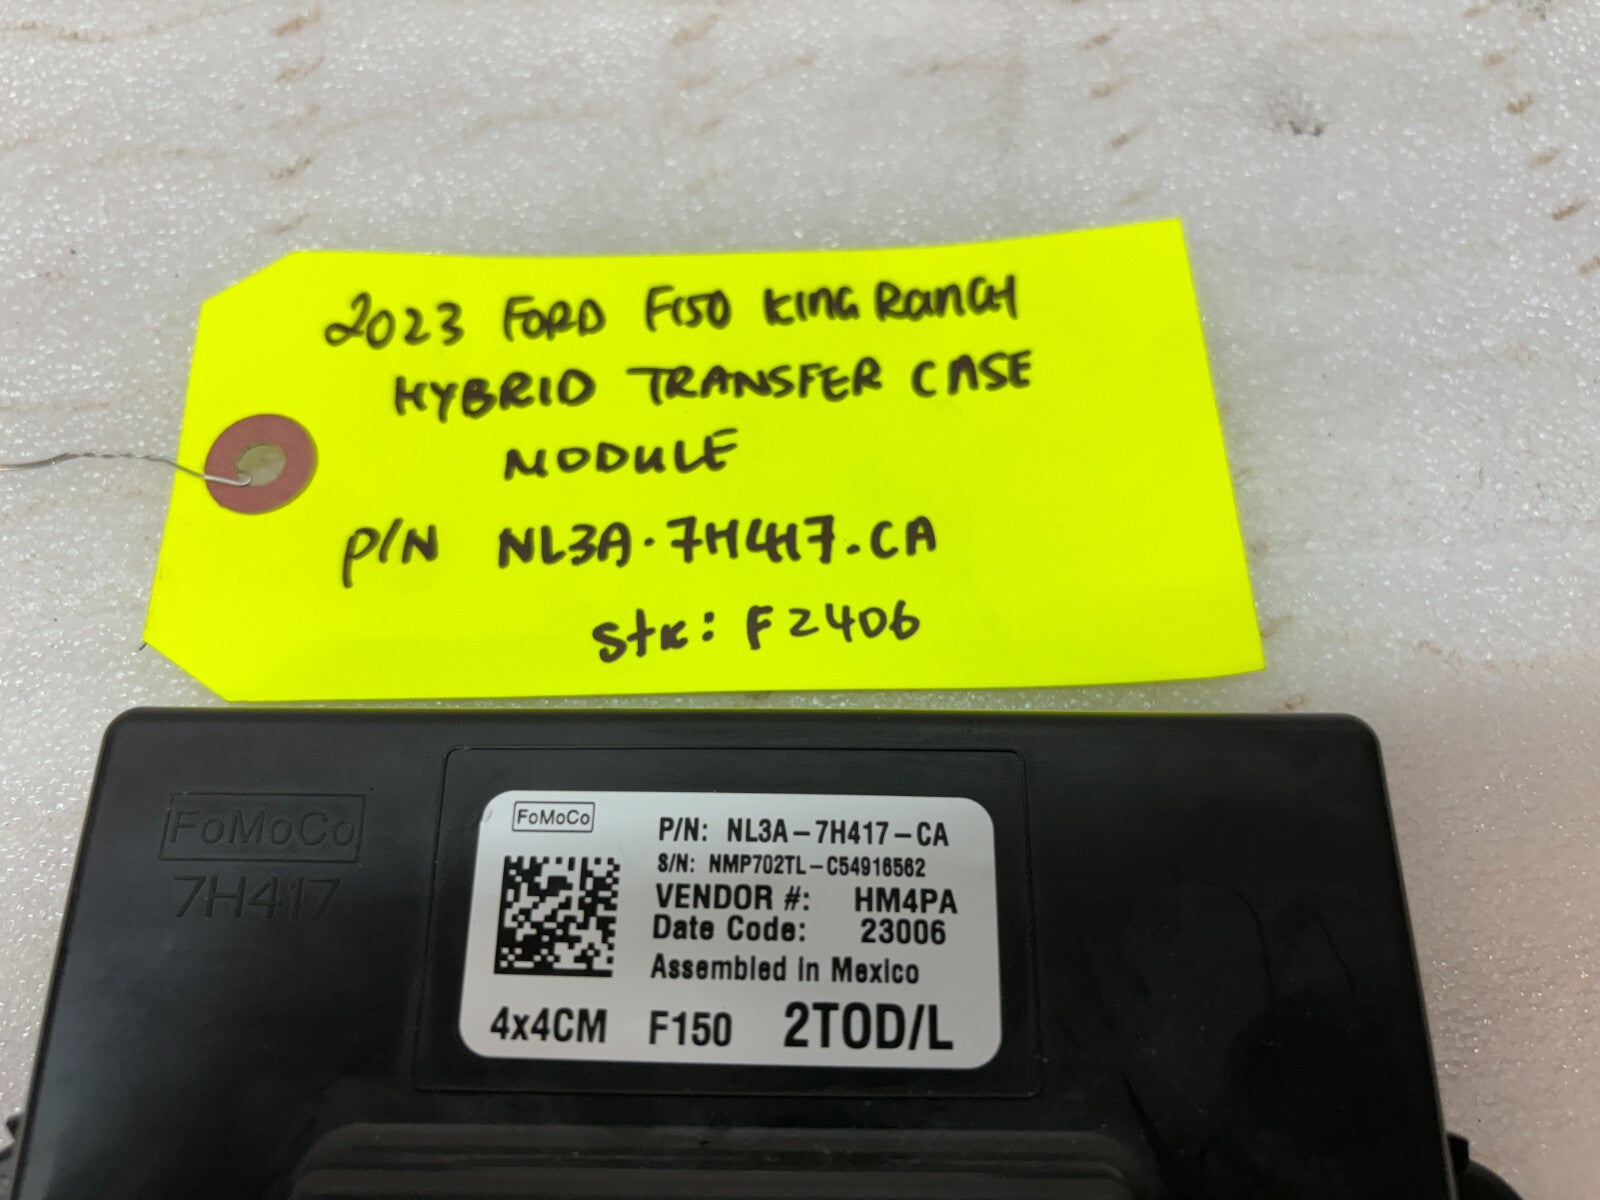 2023 FORD F150 KING RANCH
HYBRID TRANSFER CASE
MODULE
P/N NL3A-7H417-CA
Stk: F2406
FoMoCo
7H417
FoMoCo
P/N: NL3A-7H417-CA
S/N: NMP702TL-C54916562
VENDOR #: HM4PA
Date Code: 23006
Assembled in Mexico
4x4CM F150 2TOD/L